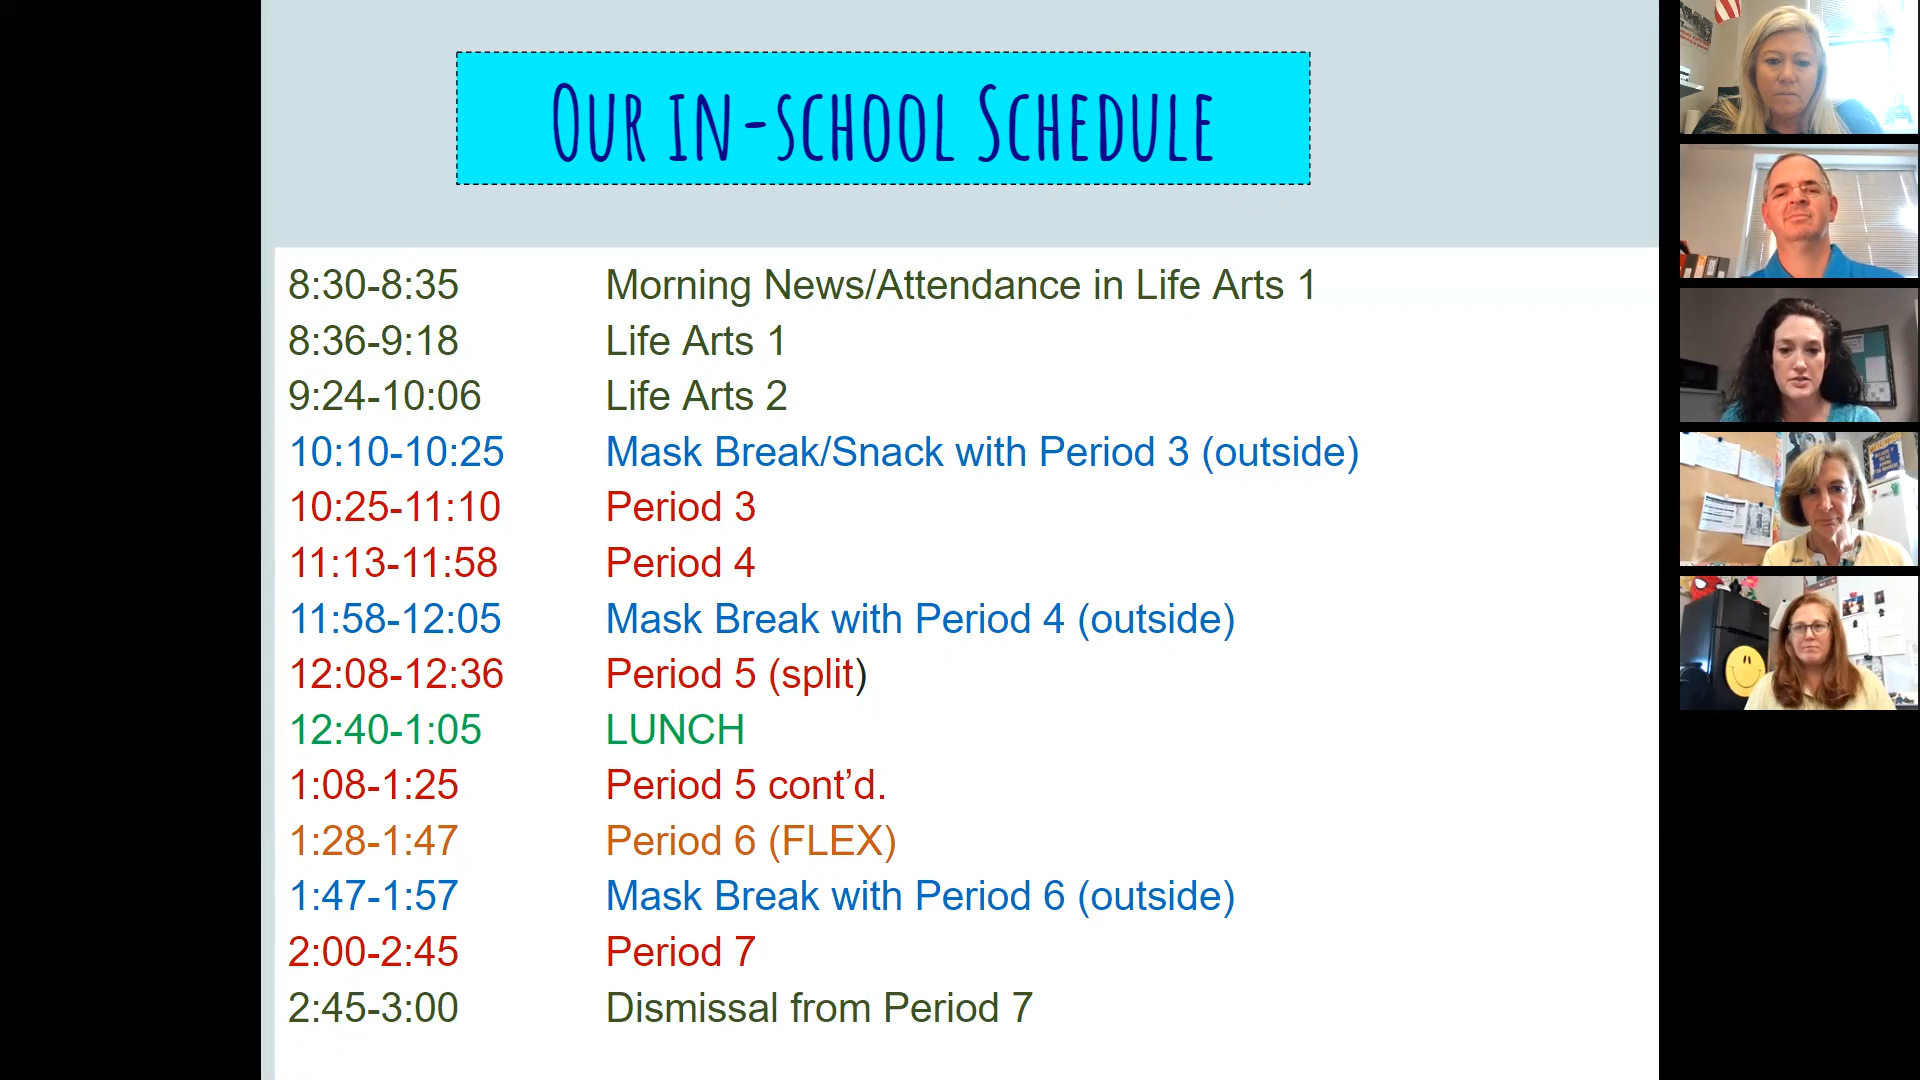 Our in-school Schedule
8:30-8:35 Morning News/Attendance in Life Arts 1
8:36-9:18 Life Arts 1
9:24-10:06 Life Arts 2
10:10-10:25 Mask Break/Snack with Period 3 (outside)
10:25-11:10 Period 3
11:13-11:58 Period 4
11:58-12:05 Mask Break with Period 4 (outside)
12:08-12:36 Period 5 (split)
12:40-1:05 LUNCH
1:08-1:25 Period 5 cont’d.
1:28-1:47 Period 6 (FLEX)
1:47-1:57 Mask Break with Period 6 (outside)
2:00-2:45 Period 7
2:45-3:00 Dismissal from Period 7